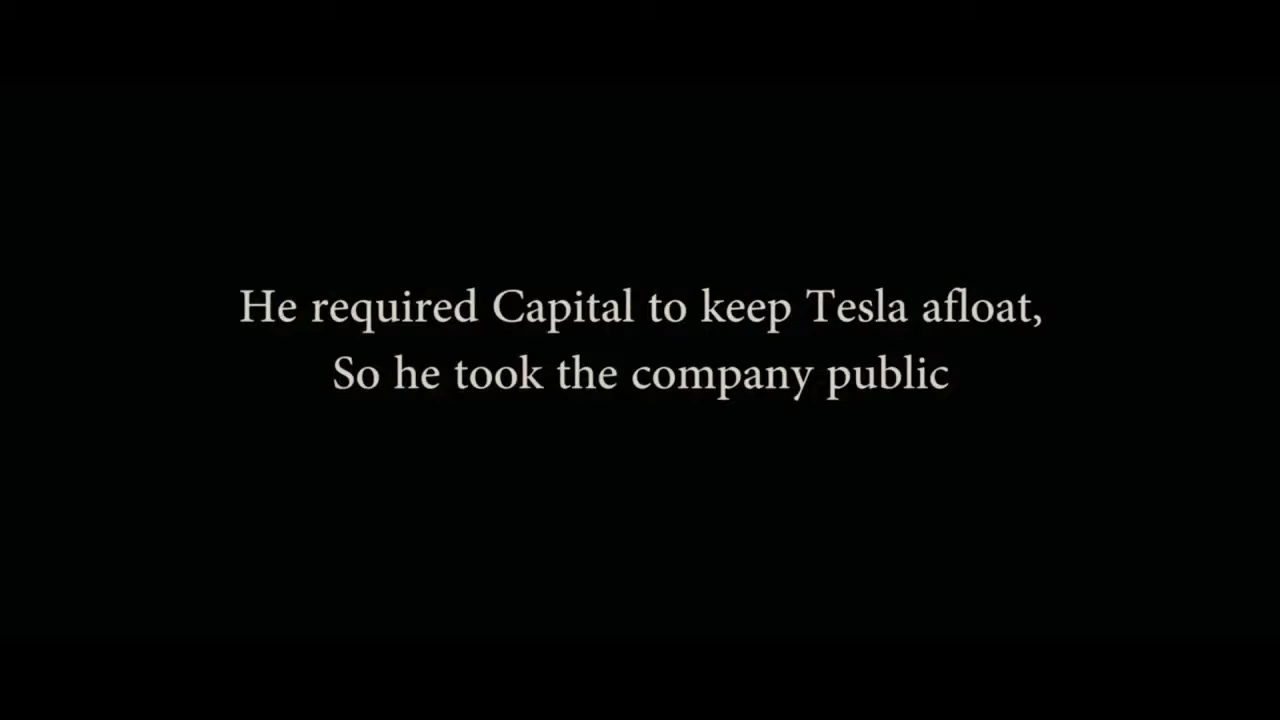 He required Capital to keep Tesla afloat,
So he took the company public